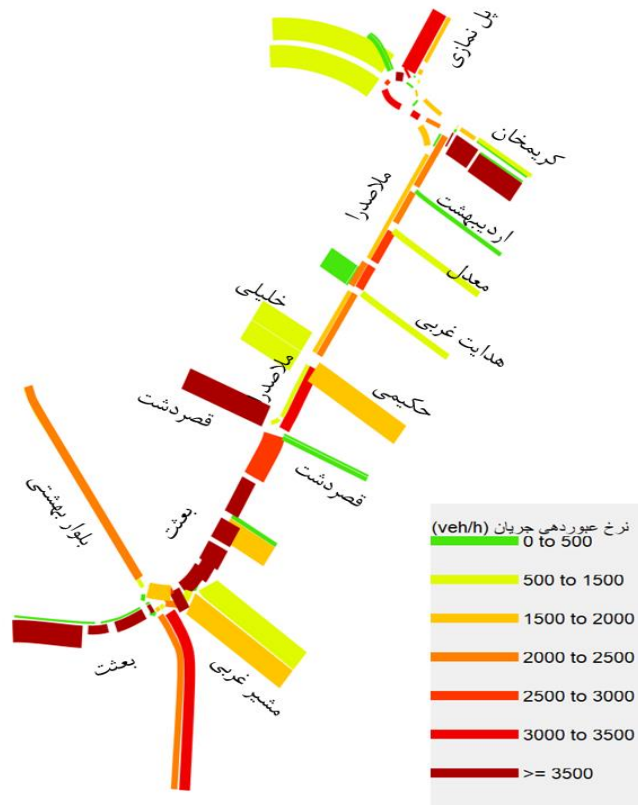 پل نمازی
کریمخان
ملاصدرا
اردیبهشت
معدل
خلیلی
هدایت غربی
ملاصدرا
قصردشت
حکیمی
قصردشت
بلوار بهشتی
بعثت
بعثت
مشیر غربی
نرخ عبوردهی جریان (veh/h)
0 to 500
500 to 1500
1500 to 2000
2000 to 2500
2500 to 3000
3000 to 3500
>= 3500